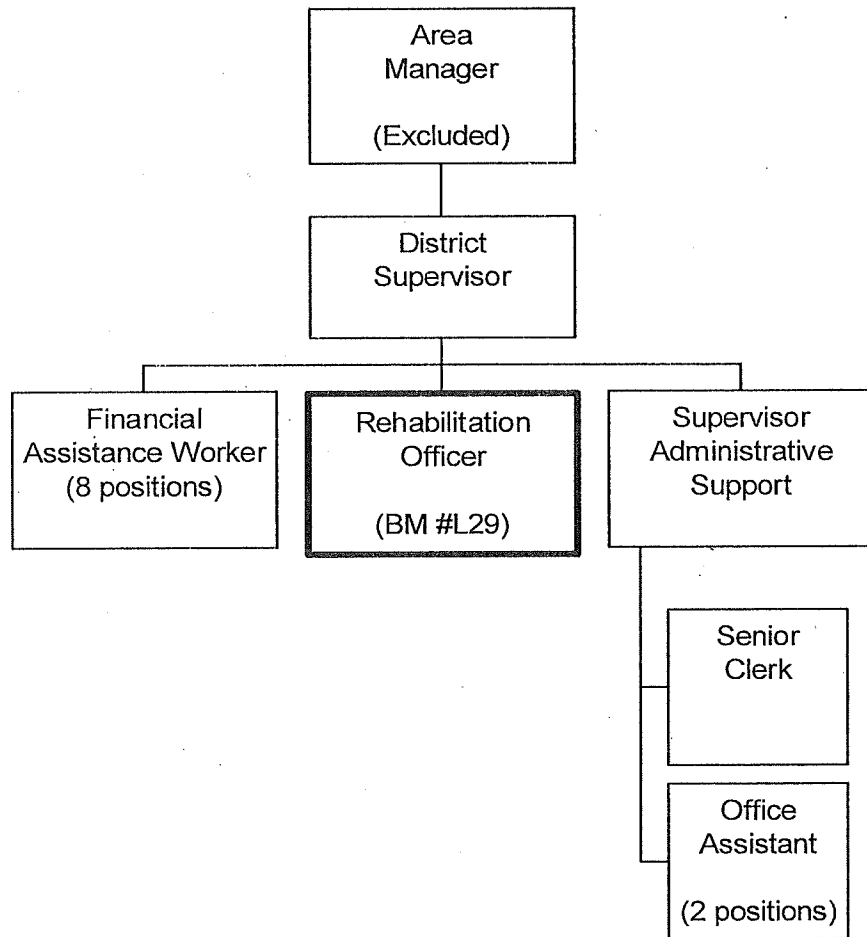 Area
Manager
(Excluded)
District
Supervisor
Financial
Assistance Worker
(8 positions)
Rehabilitation
Officer
(BM #L29)
Supervisor
Administrative
Support
Senior
Clerk
Office
Assistant
(2 positions)